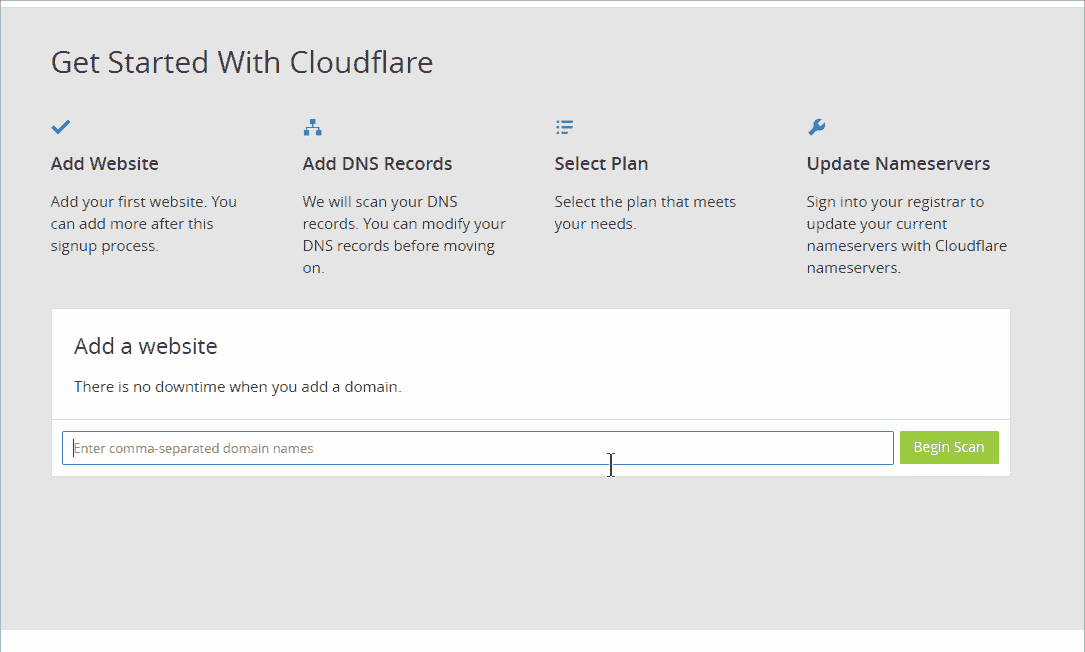 Get Started With Cloudflare
Add Website
Add your first website. You
can add more after this
signup process.
Add DNS Records
We will scan your DNS
records. You can modify your
DNS records before moving
on.
Select Plan
Select the plan that meets
your needs.
Update Nameservers
Sign into your registrar to
update your current
nameservers with Cloudflare
nameservers.
Add a website
There is no downtime when you add a domain.
Enter comma-separated domain names
Begin Scan